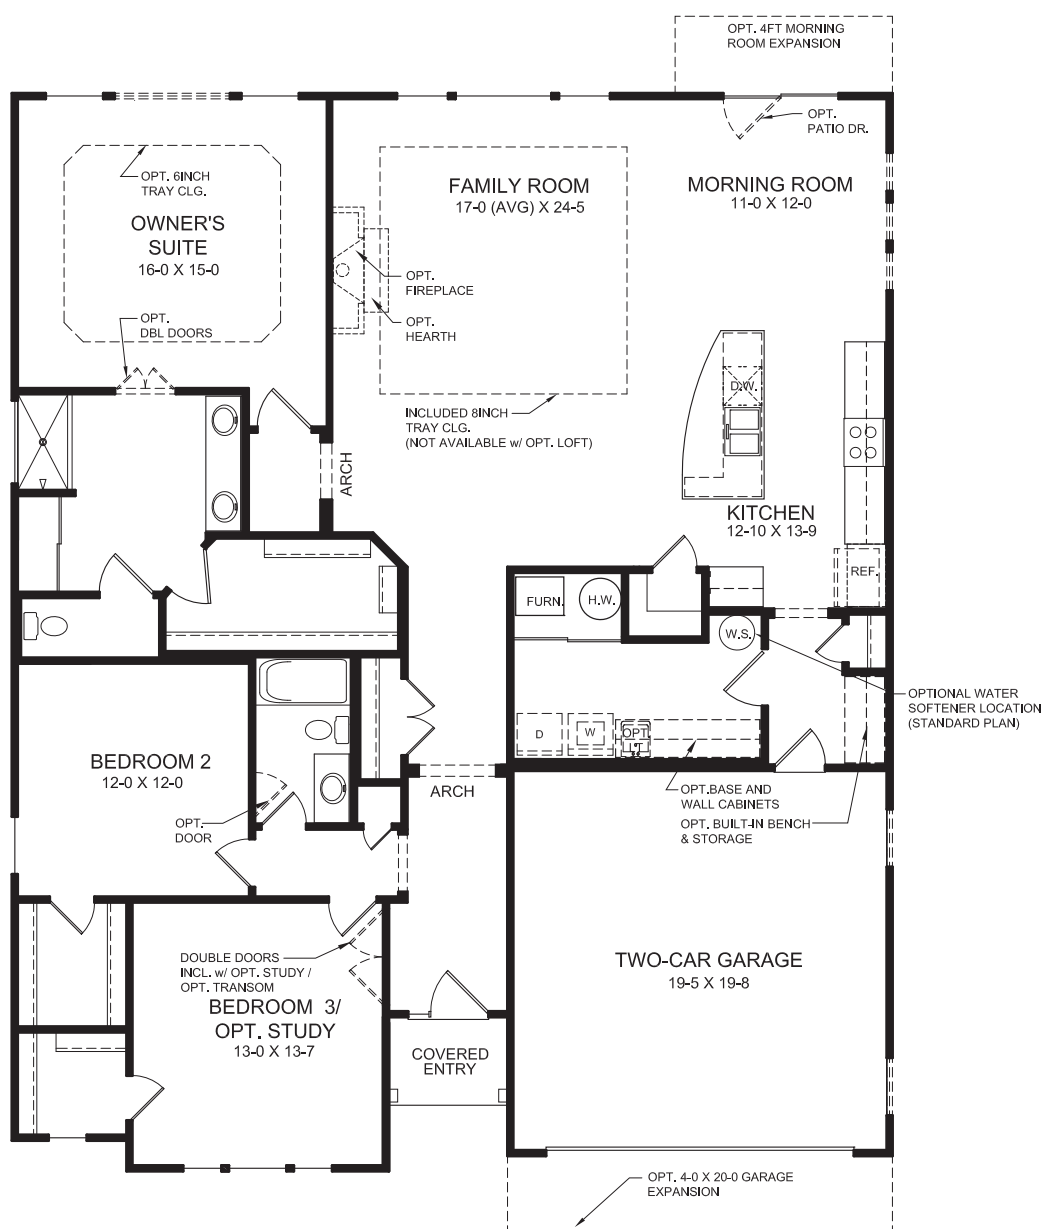 OPT. 4FT MORNING
ROOM EXPANSION
OPT.
PATIO DR.
OPT. 6INCH
TRAY CLG.
OWNER'S
SUITE
16-0 X 15-0
FAMILY ROOM
17-0 (AVG) X 24-5
MORNING ROOM
11-0 X 12-0
OPT.
FIREPLACE
OPT.
HEARTH
OPT.
DBL DOORS
D.W.
INCLUDED 8INCH
TRAY CLG.
(NOT AVAILABLE w/ OPT. LOFT)
ARCH
KITCHEN
12-10 X 13-9
REF.
FURN.
H.W.
W.S.
OPTIONAL WATER
SOFTENER LOCATION
(STANDARD PLAN)
D
W
OPT.
LT
BEDROOM 2
12-0 X 12-0
ARCH
OPT.BASE AND
WALL CABINETS
OPT. BUILT-IN BENCH
& STORAGE
OPT.
DOOR
DOUBLE DOORS
INCL. w/ OPT. STUDY /
OPT. TRANSOM
BEDROOM 3/
OPT. STUDY
13-0 X 13-7
TWO-CAR GARAGE
19-5 X 19-8
COVERED
ENTRY
OPT. 4-0 X 20-0 GARAGE
EXPANSION